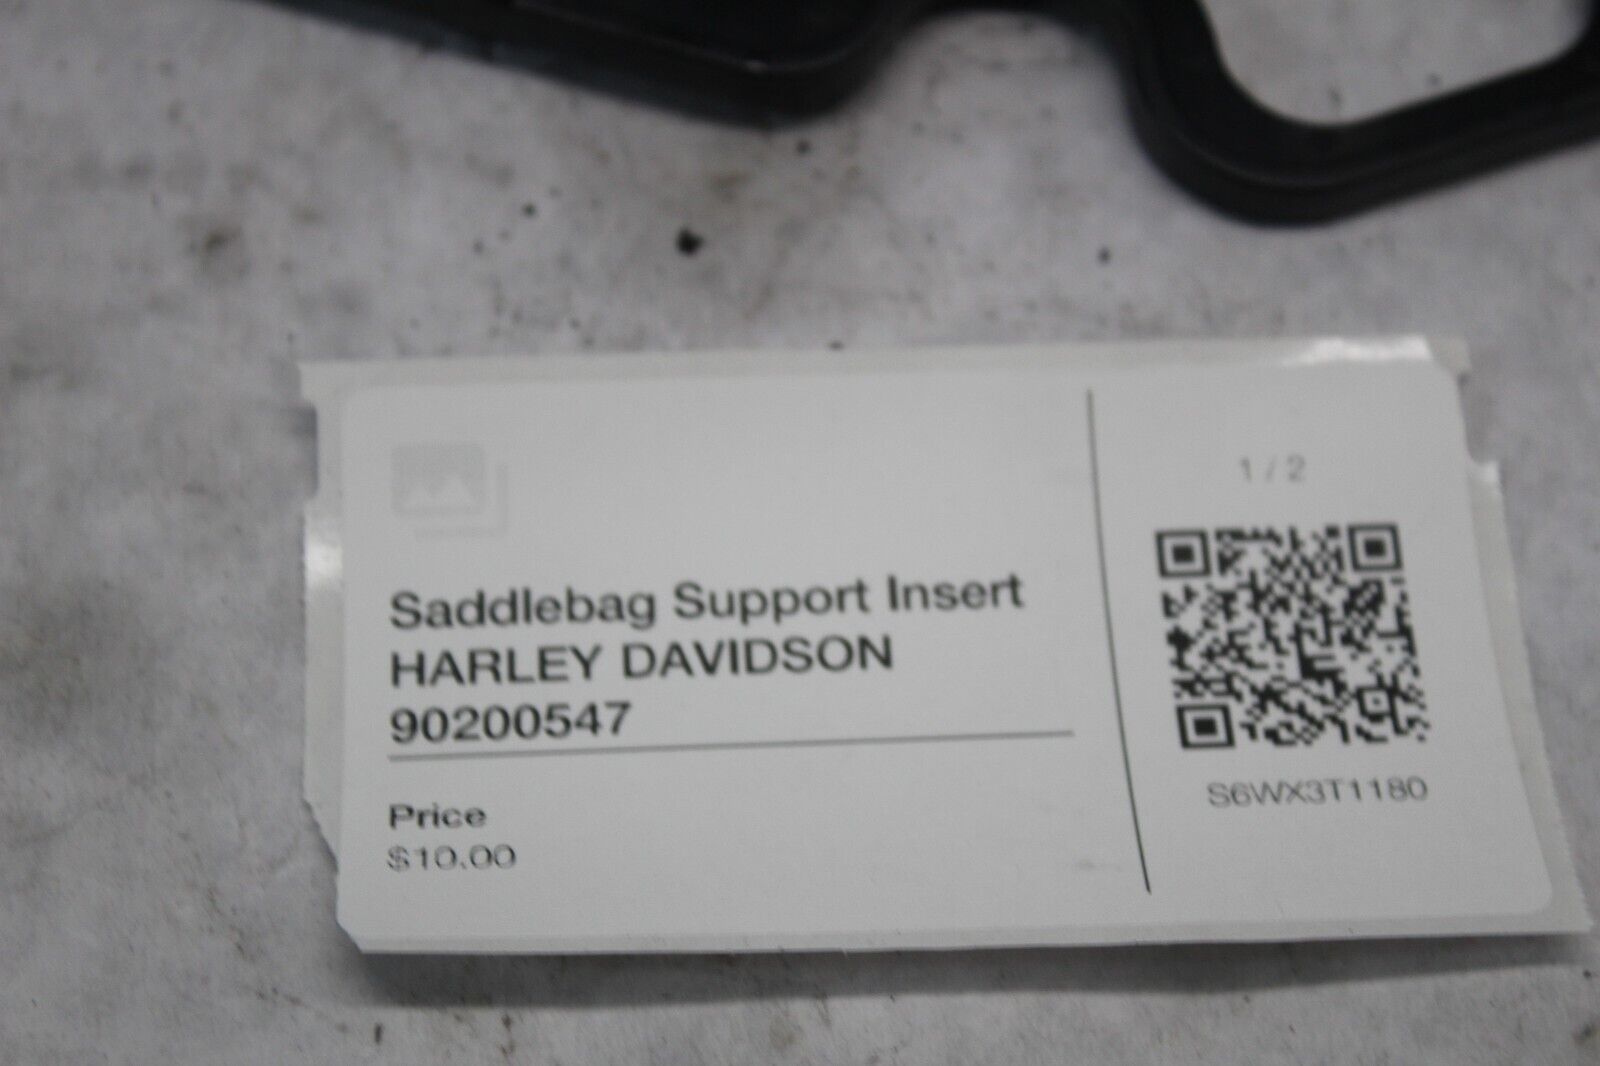 Saddlebag Support Insert
HARLEY DAVIDSON
90200547
Price
$10.00
1 / 2
S6WX3T1180